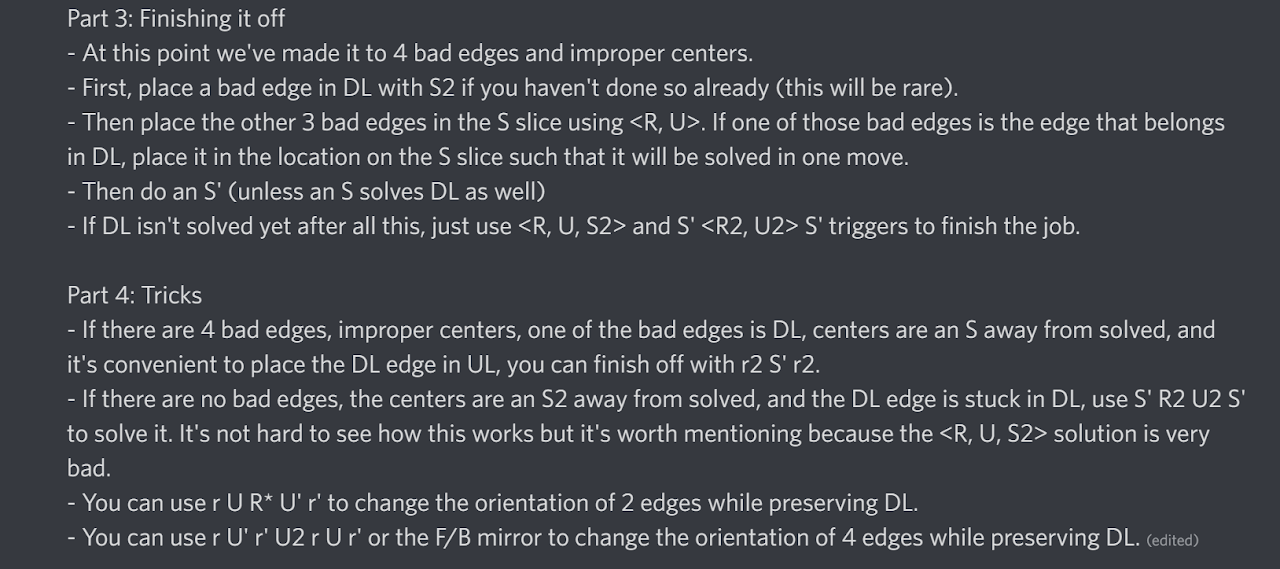 Part 3: Finishing it off
- At this point we've made it to 4 bad edges and improper centers.
- First, place a bad edge in DL with S2 if you haven't done so already (this will be rare).
- Then place the other 3 bad edges in the S slice using <R, U>. If one of those bad edges is the edge that belongs
in DL, place it in the location on the S slice such that it will be solved in one move.
- Then do an S' (unless an S solves DL as well)
- If DL isn't solved yet after all this, just use <R, U, S2> and S' <R2, U2> S' triggers to finish the job.
Part 4: Tricks
- If there are 4 bad edges, improper centers, one of the bad edges is DL, centers are an S away from solved, and
it's convenient to place the DL edge in UL, you can finish off with r2 S' r2.
- If there are no bad edges, the centers are an S2 away from solved, and the DL edge is stuck in DL, use S' R2 U2 S'
to solve it. It's not hard to see how this works but it's worth mentioning because the <R, U, S2> solution is very
bad.
- You can use r U R* U' r' to change the orientation of 2 edges while preserving DL.
- You can use r U' r' U2 r U r' or the F/B mirror to change the orientation of 4 edges while preserving DL. (edited)